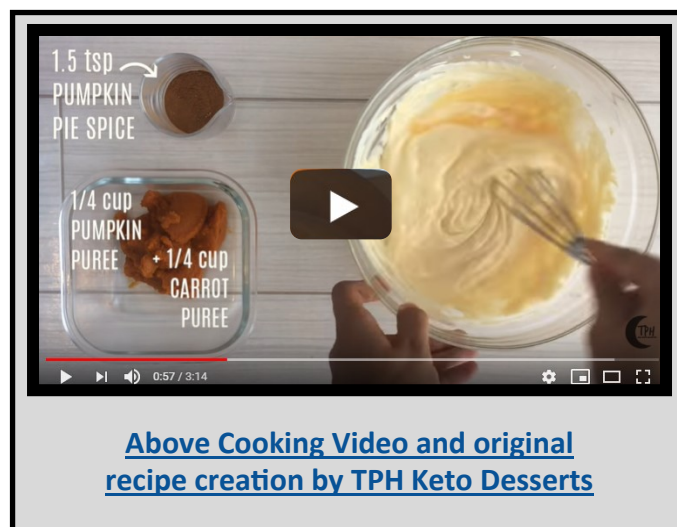 1.5 tsp
PUMPKIN
PIE SPICE
1/4 cup
PUMPKIN
PUREE
+ 1/4 cup
CARROT
PUREE
TPH
0:57 / 3:14
Above Cooking Video and original
recipe creation by TPH Keto Desserts